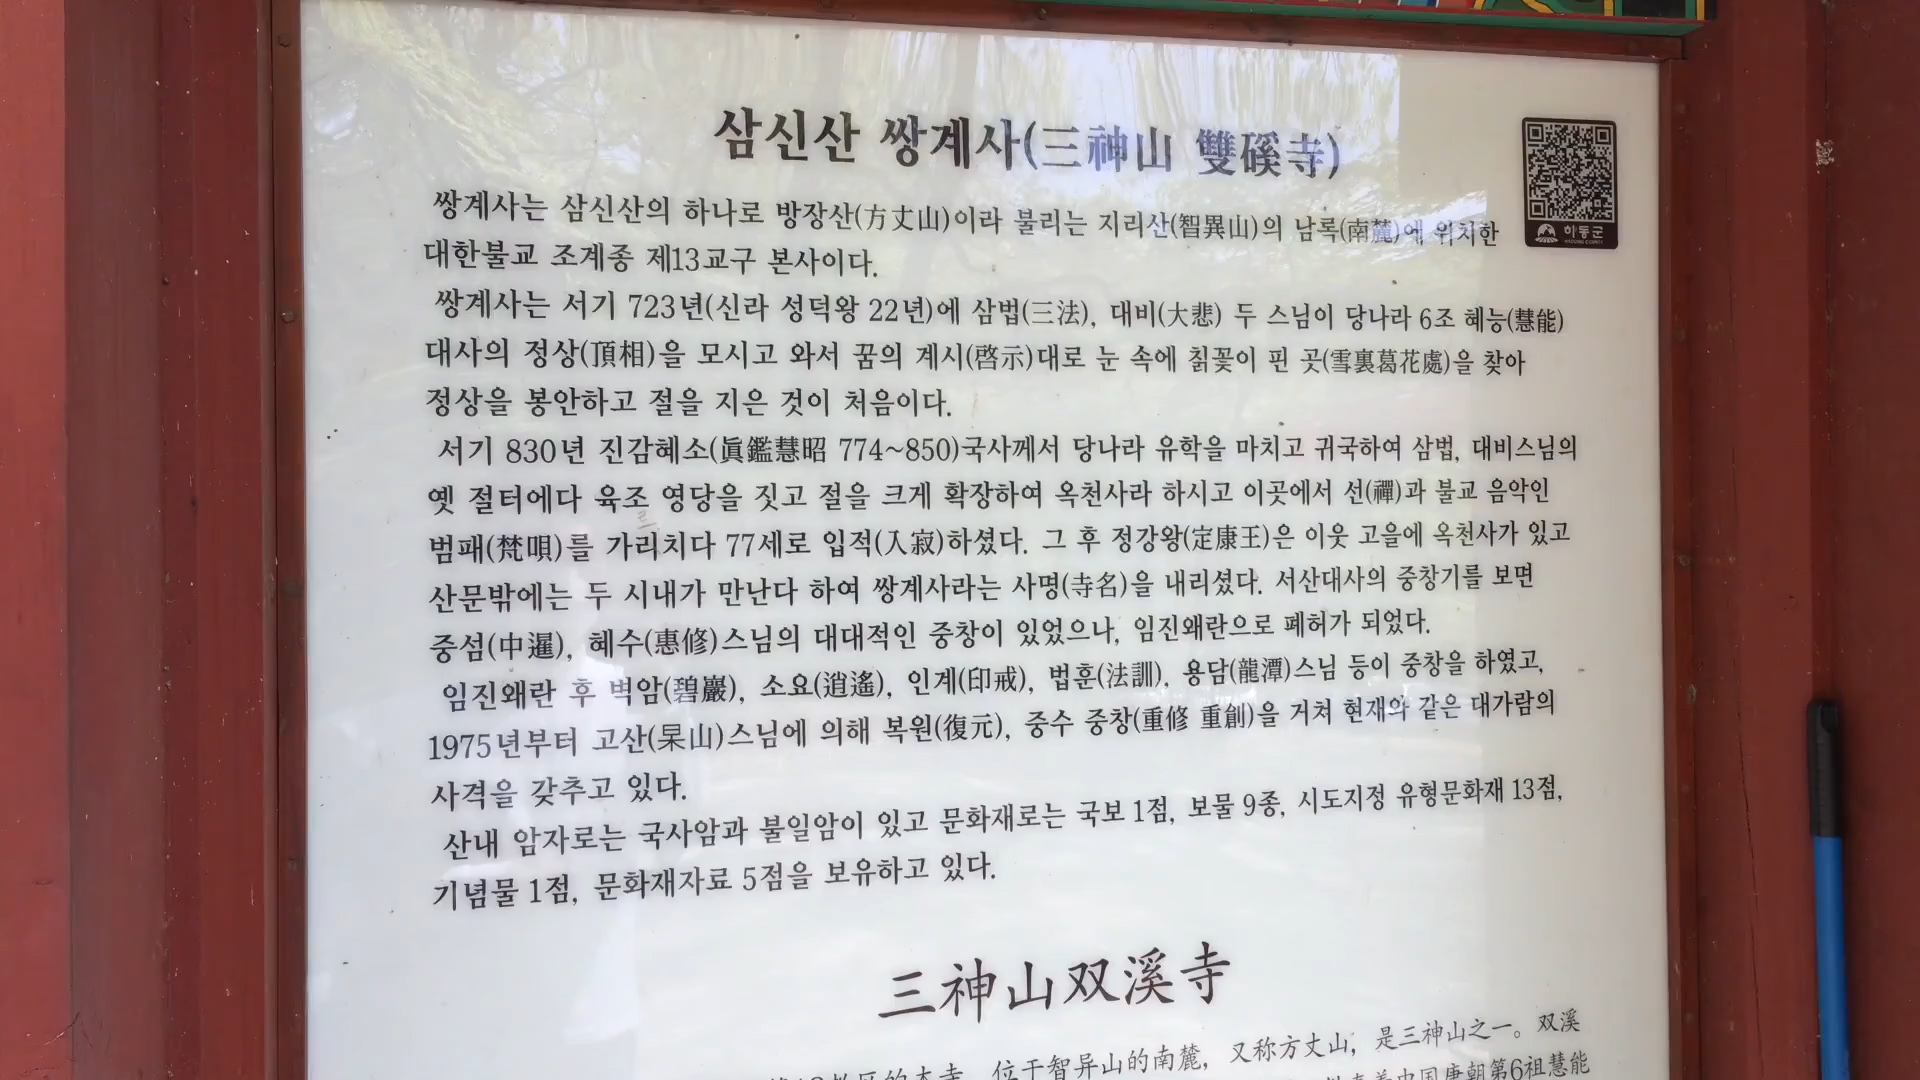 삼신산 쌍계사(三神山 雙磎寺)
하동군
쌍계사는 삼신산의 하나로 방장산(方丈山)이라 불리는 지리산(智異山)의 남록(南麓)에 위치한
대한불교 조계종 제13교구 본사이다.
쌍계사는 서기 723년(신라 성덕왕 22년)에 삼법(三法), 대비(大悲) 두 스님이 당나라 6조 혜능(慧能)
대사의 정상(頂相)을 모시고 와서 꿈의 계시(啓示)대로 눈 속에 칡꽃이 핀 곳(雪裏葛花處)을 찾아
정상을 봉안하고 절을 지은 것이 처음이다.
서기 830년 진감혜소(眞鑑慧昭 774~850)국사께서 당나라 유학을 마치고 귀국하여 삼법, 대비스님의
옛 절터에다 육조 영당을 짓고 절을 크게 확장하여 옥천사라 하시고 이곳에서 선(禪)과 불교 음악인
범패(梵唄)를 가리치다 77세로 입적(入寂)하셨다. 그 후 정강왕(定康王)은 이웃 고을에 옥천사가 있고
산문밖에는 두 시내가 만난다 하여 쌍계사라는 사명(寺名)을 내리셨다. 서산대사의 중창기를 보면
중섬(中暹), 혜수(惠修)스님의 대대적인 중창이 있었으나, 임진왜란으로 폐허가 되었다.
임진왜란 후 벽암(碧巖), 소요(逍遙), 인계(印戒), 법훈(法訓), 용담(龍潭)스님 등이 중창을 하였고,
1975년부터 고산(杲山)스님에 의해 복원(復元), 중수 중창(重修 重創)을 거쳐 현재와 같은 대가람의
사격을 갖추고 있다.
산내 암자로는 국사암과 불일암이 있고 문화재로는 국보 1점, 보물 9종, 시도지정 유형문화재 13점,
기념물 1점, 문화재자료 5점을 보유하고 있다.
三神山双溪寺
位于智异山的南麓, 又称方丈山, 是三神山之一。双溪
中国唐朝第6祖慧能